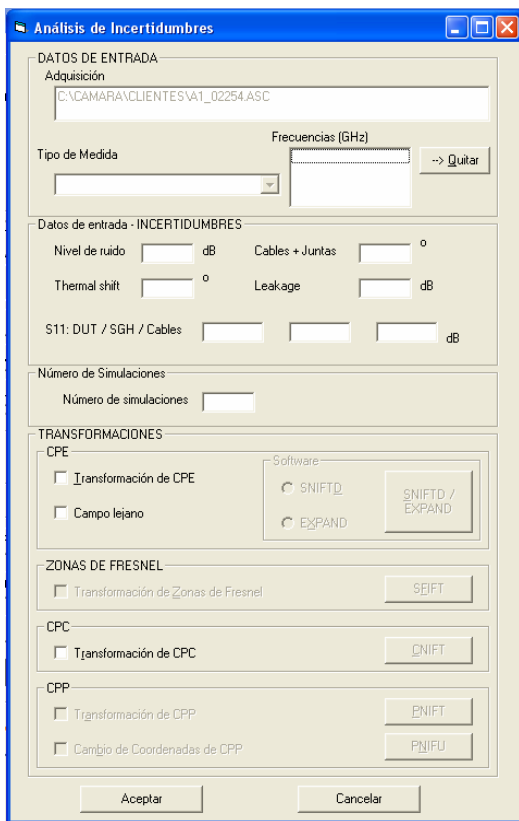 Análisis de Incertidumbres
DATOS DE ENTRADA
Adquisición
C:\CAMARA\CLIENTES\A1_02254.ASC
Frecuencias (GHz)
Tipo de Medida
--> Quitar
Datos de entrada - INCERTIDUMBRES
Nivel de ruido dB Cables + Juntas º
Thermal shift º Leakage dB
S11: DUT / SGH / Cables dB
Número de Simulaciones
Número de simulaciones
TRANSFORMACIONES
CPE
Software
Transformación de CPE
SNIFTD
SNIFTD /
EXPAND
Campo lejano
EXPAND
ZONAS DE FRESNEL
Transformación de Zonas de Fresnel SFIFT
CPC
Transformación de CPC CNIFT
CPP
Transformación de CPP PNIFT
Cambio de Coordenadas de CPP PNIFU
Aceptar Cancelar